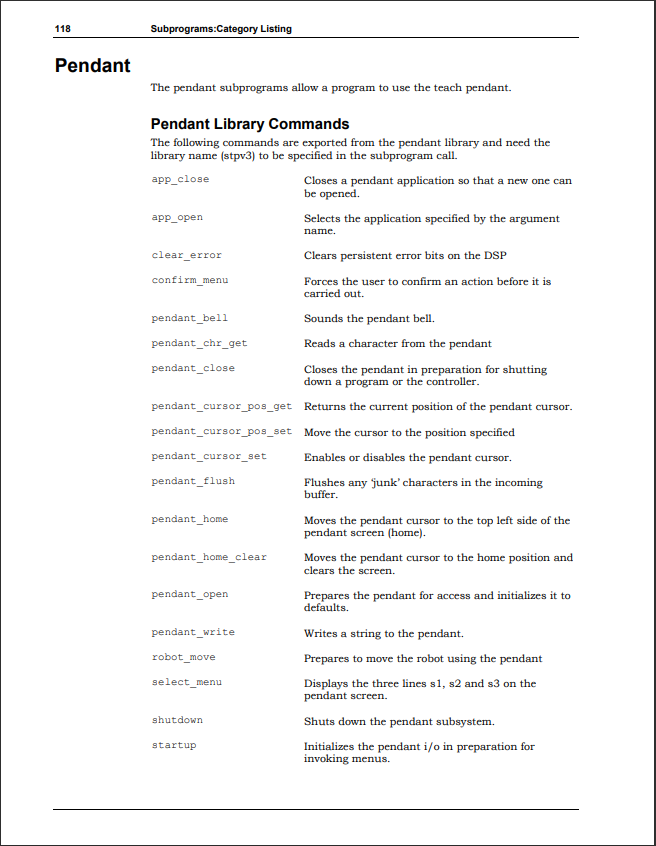 118 Subprograms:Category Listing
Pendant
The pendant subprograms allow a program to use the teach pendant.
Pendant Library Commands
The following commands are exported from the pendant library and need the
library name (stpv3) to be specified in the subprogram call.
app_close Closes a pendant application so that a new one can
be opened.
app_open Selects the application specified by the argument
name.
clear_error Clears persistent error bits on the DSP
confirm_menu Forces the user to confirm an action before it is
carried out.
pendant_bell Sounds the pendant bell.
pendant_chr_get Reads a character from the pendant
pendant_close Closes the pendant in preparation for shutting
down a program or the controller.
pendant_cursor_pos_get Returns the current position of the pendant cursor.
pendant_cursor_pos_set Move the cursor to the position specified
pendant_cursor_set Enables or disables the pendant cursor.
pendant_flush Flushes any ‘junk’ characters in the incoming
buffer.
pendant_home Moves the pendant cursor to the top left side of the
pendant screen (home).
pendant_home_clear Moves the pendant cursor to the home position and
clears the screen.
pendant_open Prepares the pendant for access and initializes it to
defaults.
pendant_write Writes a string to the pendant.
robot_move Prepares to move the robot using the pendant
select_menu Displays the three lines s1, s2 and s3 on the
pendant screen.
shutdown Shuts down the pendant subsystem.
startup Initializes the pendant i/o in preparation for
invoking menus.